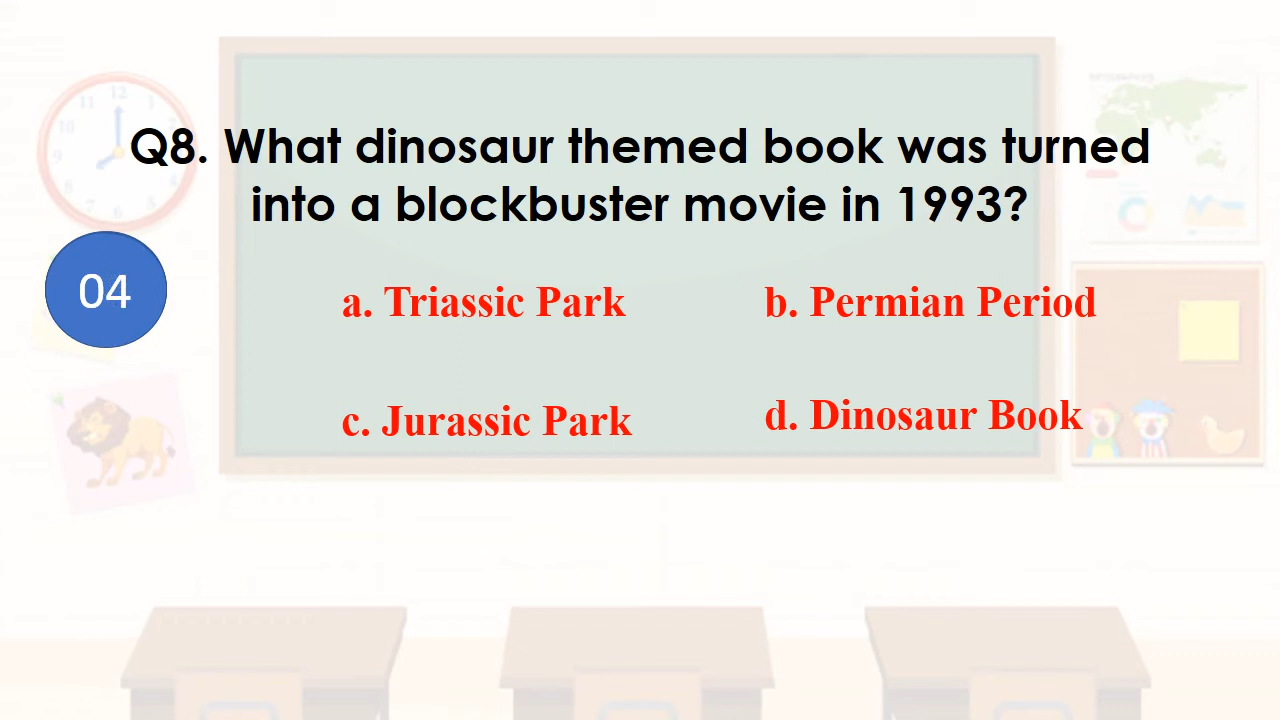 Q8. What dinosaur themed book was turned
into a blockbuster movie in 1993?
04
a. Triassic Park
b. Permian Period
c. Jurassic Park
d. Dinosaur Book